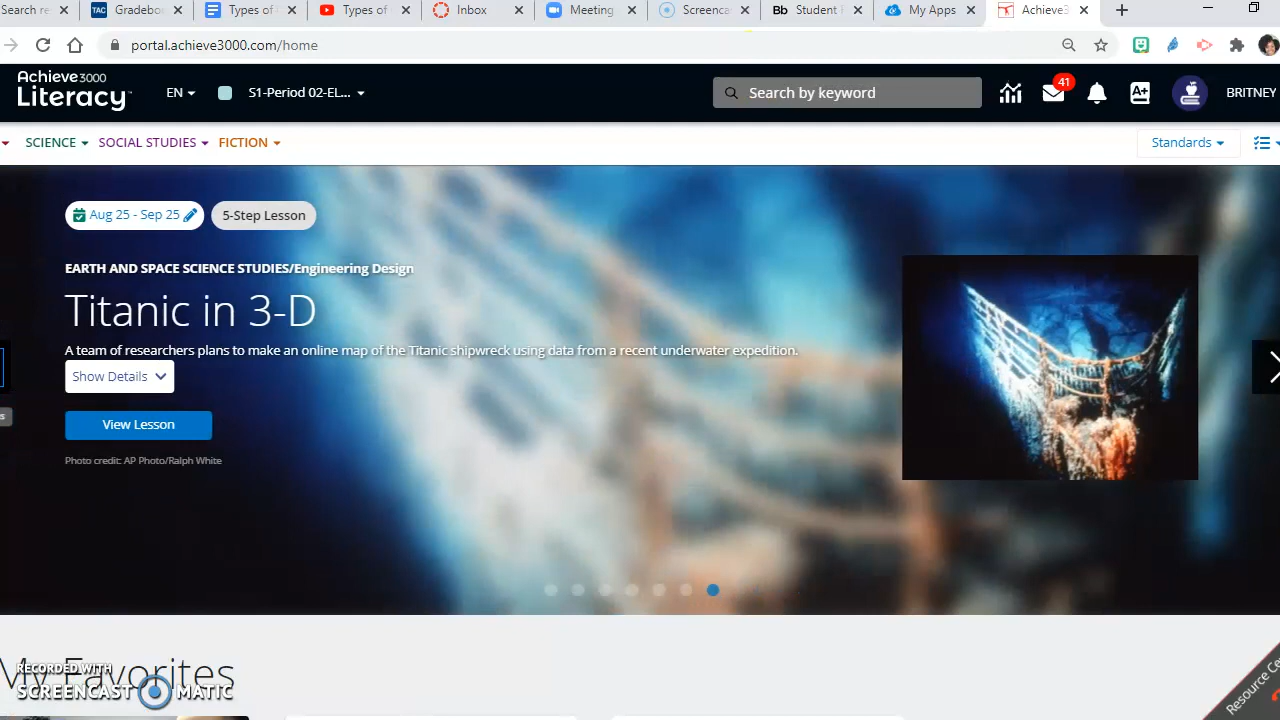 Search re
TAC Gradebo
Types of
Types of
Inbox
Meeting
Screenca
Bb Student
My Apps
Achieve3
portal.achieve3000.com/home
Achieve3000
Literacy
EN
S1-Period 02-EL...
Search by keyword
41
A+
BRITNEY
SCIENCE
SOCIAL STUDIES
FICTION
Standards
Aug 25 - Sep 25
5-Step Lesson
EARTH AND SPACE SCIENCE STUDIES/Engineering Design
Titanic in 3-D
A team of researchers plans to make an online map of the Titanic shipwreck using data from a recent underwater expedition.
Show Details
View Lesson
Photo credit: AP Photo/Ralph White
My Favorites
RECORDED WITH
SCREENCAST MATIC
Resource Ce